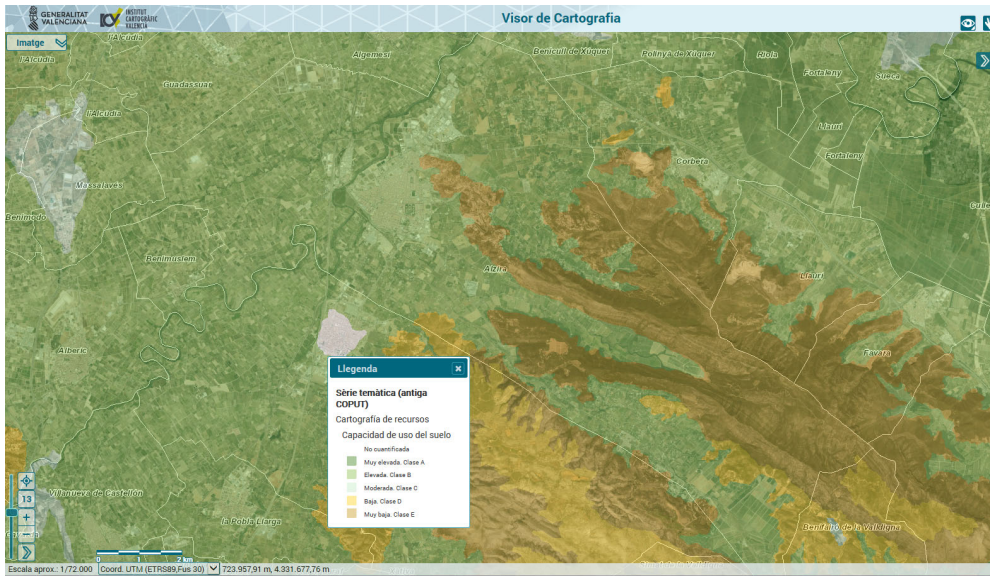 GENERALITAT
VALENCIANA
INSTITUT
CARTOGRÀFIC
VALENCIÀ
Visor de Cartografia
Imatge
l'Alcúdia
l'Alcúdia
Algemesí
Benicull de Xúquer
Polinyà de Xúquer
Riola
Fortaleny
Sueca
Guadassuar
l'Alcúdia
Llaurí
Fortaleny
Corbera
Massalavés
Benimodo
Benimuslem
Alzira
Llaurí
Alberic
Favara
Llegenda
Sèrie temàtica (antiga
COPUT)
Cartografía de recursos
Capacidad de uso del suelo
No cuantificada
Muy elevada. Clase A
Elevada. Clase B
Moderada. Clase C
Baja. Clase D
Muy baja. Clase E
13
Villanueva de Castellón
la Pobla Llarga
Benifairó de la Valldigna
0 1 2 km
Escala aprox.: 1/72.000 Coord. UTM (ETRS89,Fus 30) 723.957,91 m, 4.331.677,76 m